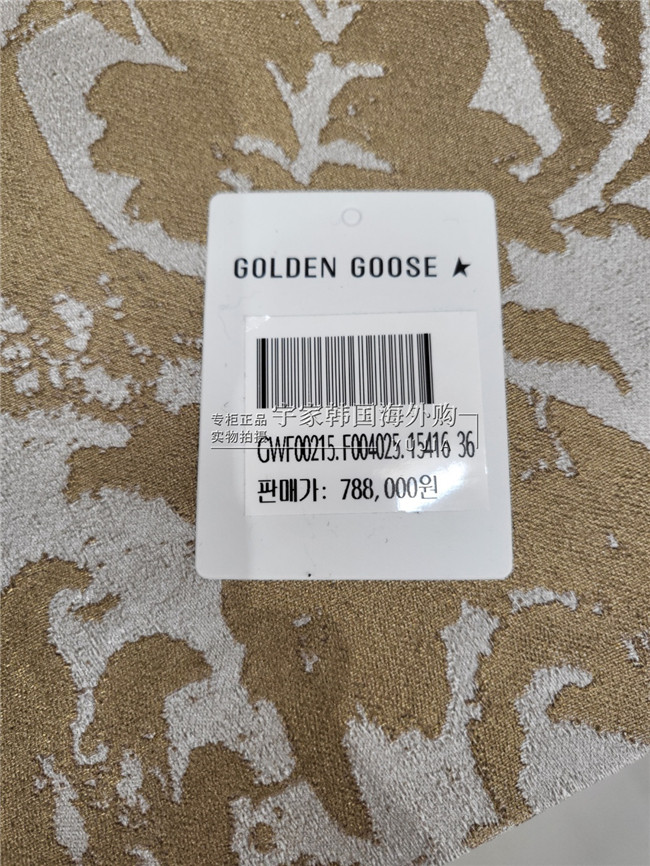 GOLDEN GOOSE
专柜正品
实物拍摄
宇家韩国海外购
GWF00215.F004025.15416 36
판매가: 788,000원